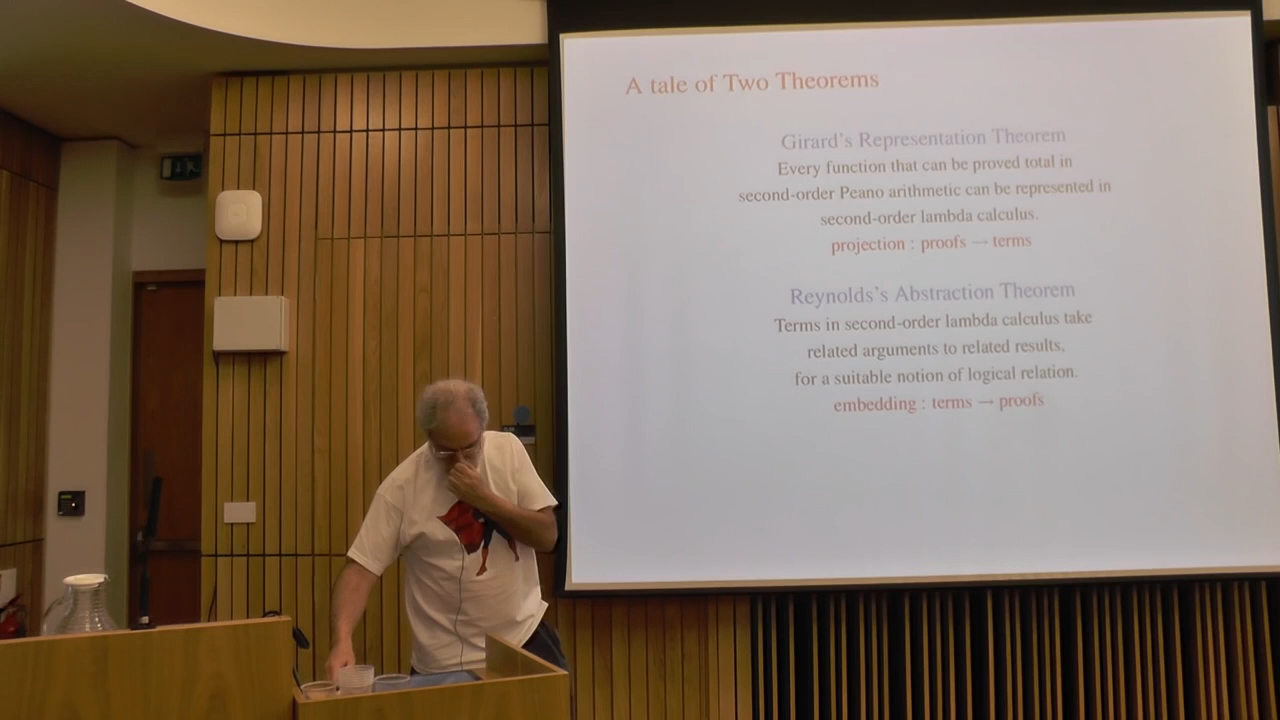 A tale of Two Theorems
Girard's Representation Theorem
Every function that can be proved total in
second-order Peano arithmetic can be represented in
second-order lambda calculus.
projection : proofs → terms
Reynolds's Abstraction Theorem
Terms in second-order lambda calculus take
related arguments to related results,
for a suitable notion of logical relation.
embedding : terms → proofs